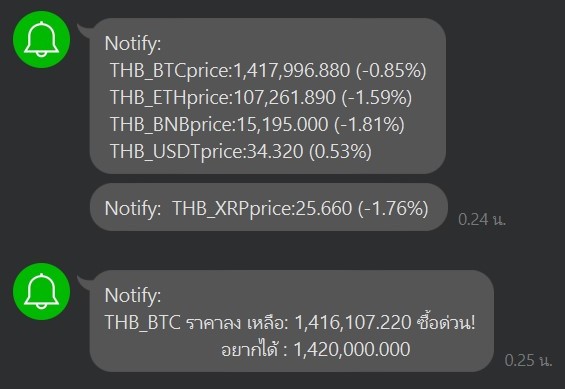 Notify:
THB_BTCprice:1,417,996.880 (-0.85%)
THB_ETHprice:107,261.890 (-1.59%)
THB_BNBprice:15,195.000 (-1.81%)
THB_USDTprice:34.320 (0.53%)
Notify: THB_XRPprice:25.660 (-1.76%)
0.24 น.
Notify:
THB_BTC ราคาลง เหลือ: 1,416,107.220 ซื้อด่วน!
อยากได้ : 1,420,000.000
0.25 น.